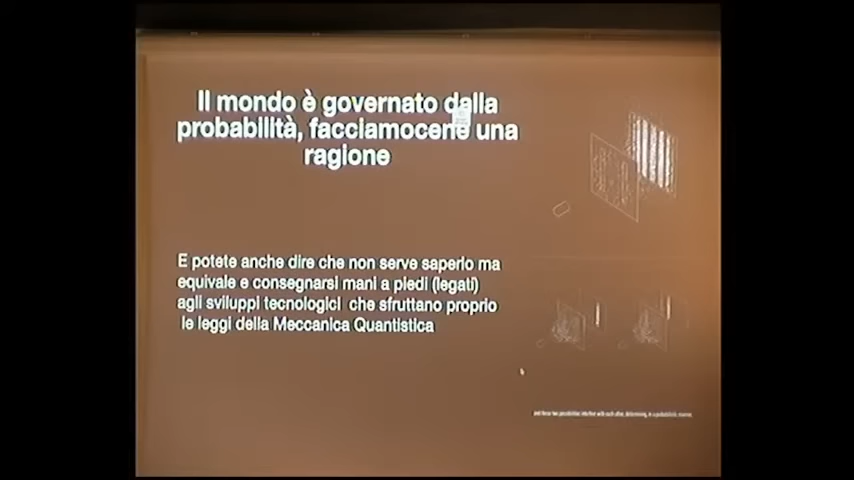 Il mondo è governato dalla
probabilità, facciamocene una
ragione
E potete anche dire che non serve saperlo ma
equivale e consegnarsi mani a piedi (legati)
agli sviluppi tecnologici che sfruttano proprio
le leggi della Meccanica Quantistica